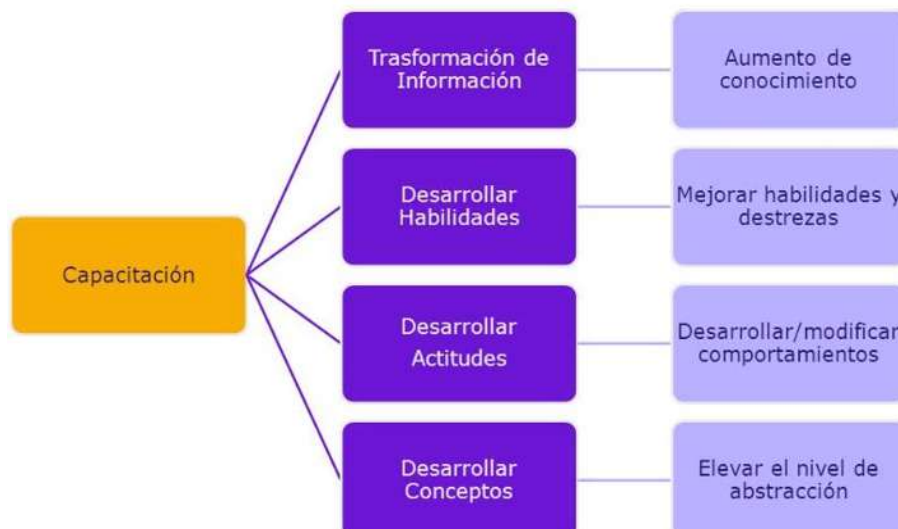 Capacitación
Trasformación de
Información
Aumento de
conocimiento
Desarrollar
Habilidades
Mejorar habilidades y
destrezas
Desarrollar
Actitudes
Desarrollar/modificar
comportamientos
Desarrollar
Conceptos
Elevar el nivel de
abstracción